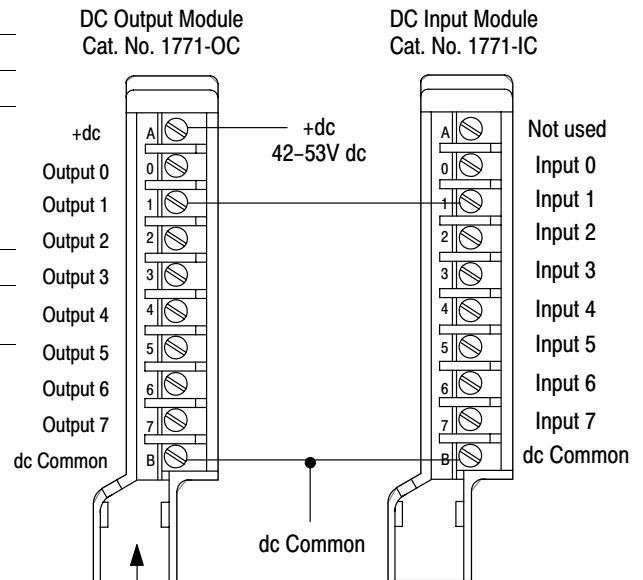 DC Output Module
Cat. No. 1771-OC
DC Input Module
Cat. No. 1771-IC
+dc
A
+dc
42–53V dc
A
Not used
Output 0
0
0
Input 0
Output 1
1
1
Input 1
Output 2
2
2
Input 2
Output 3
3
3
Input 3
Output 4
4
4
Input 4
Output 5
5
5
Input 5
Output 6
6
6
Input 6
Output 7
7
7
Input 7
dc Common
B
B
dc Common
dc Common